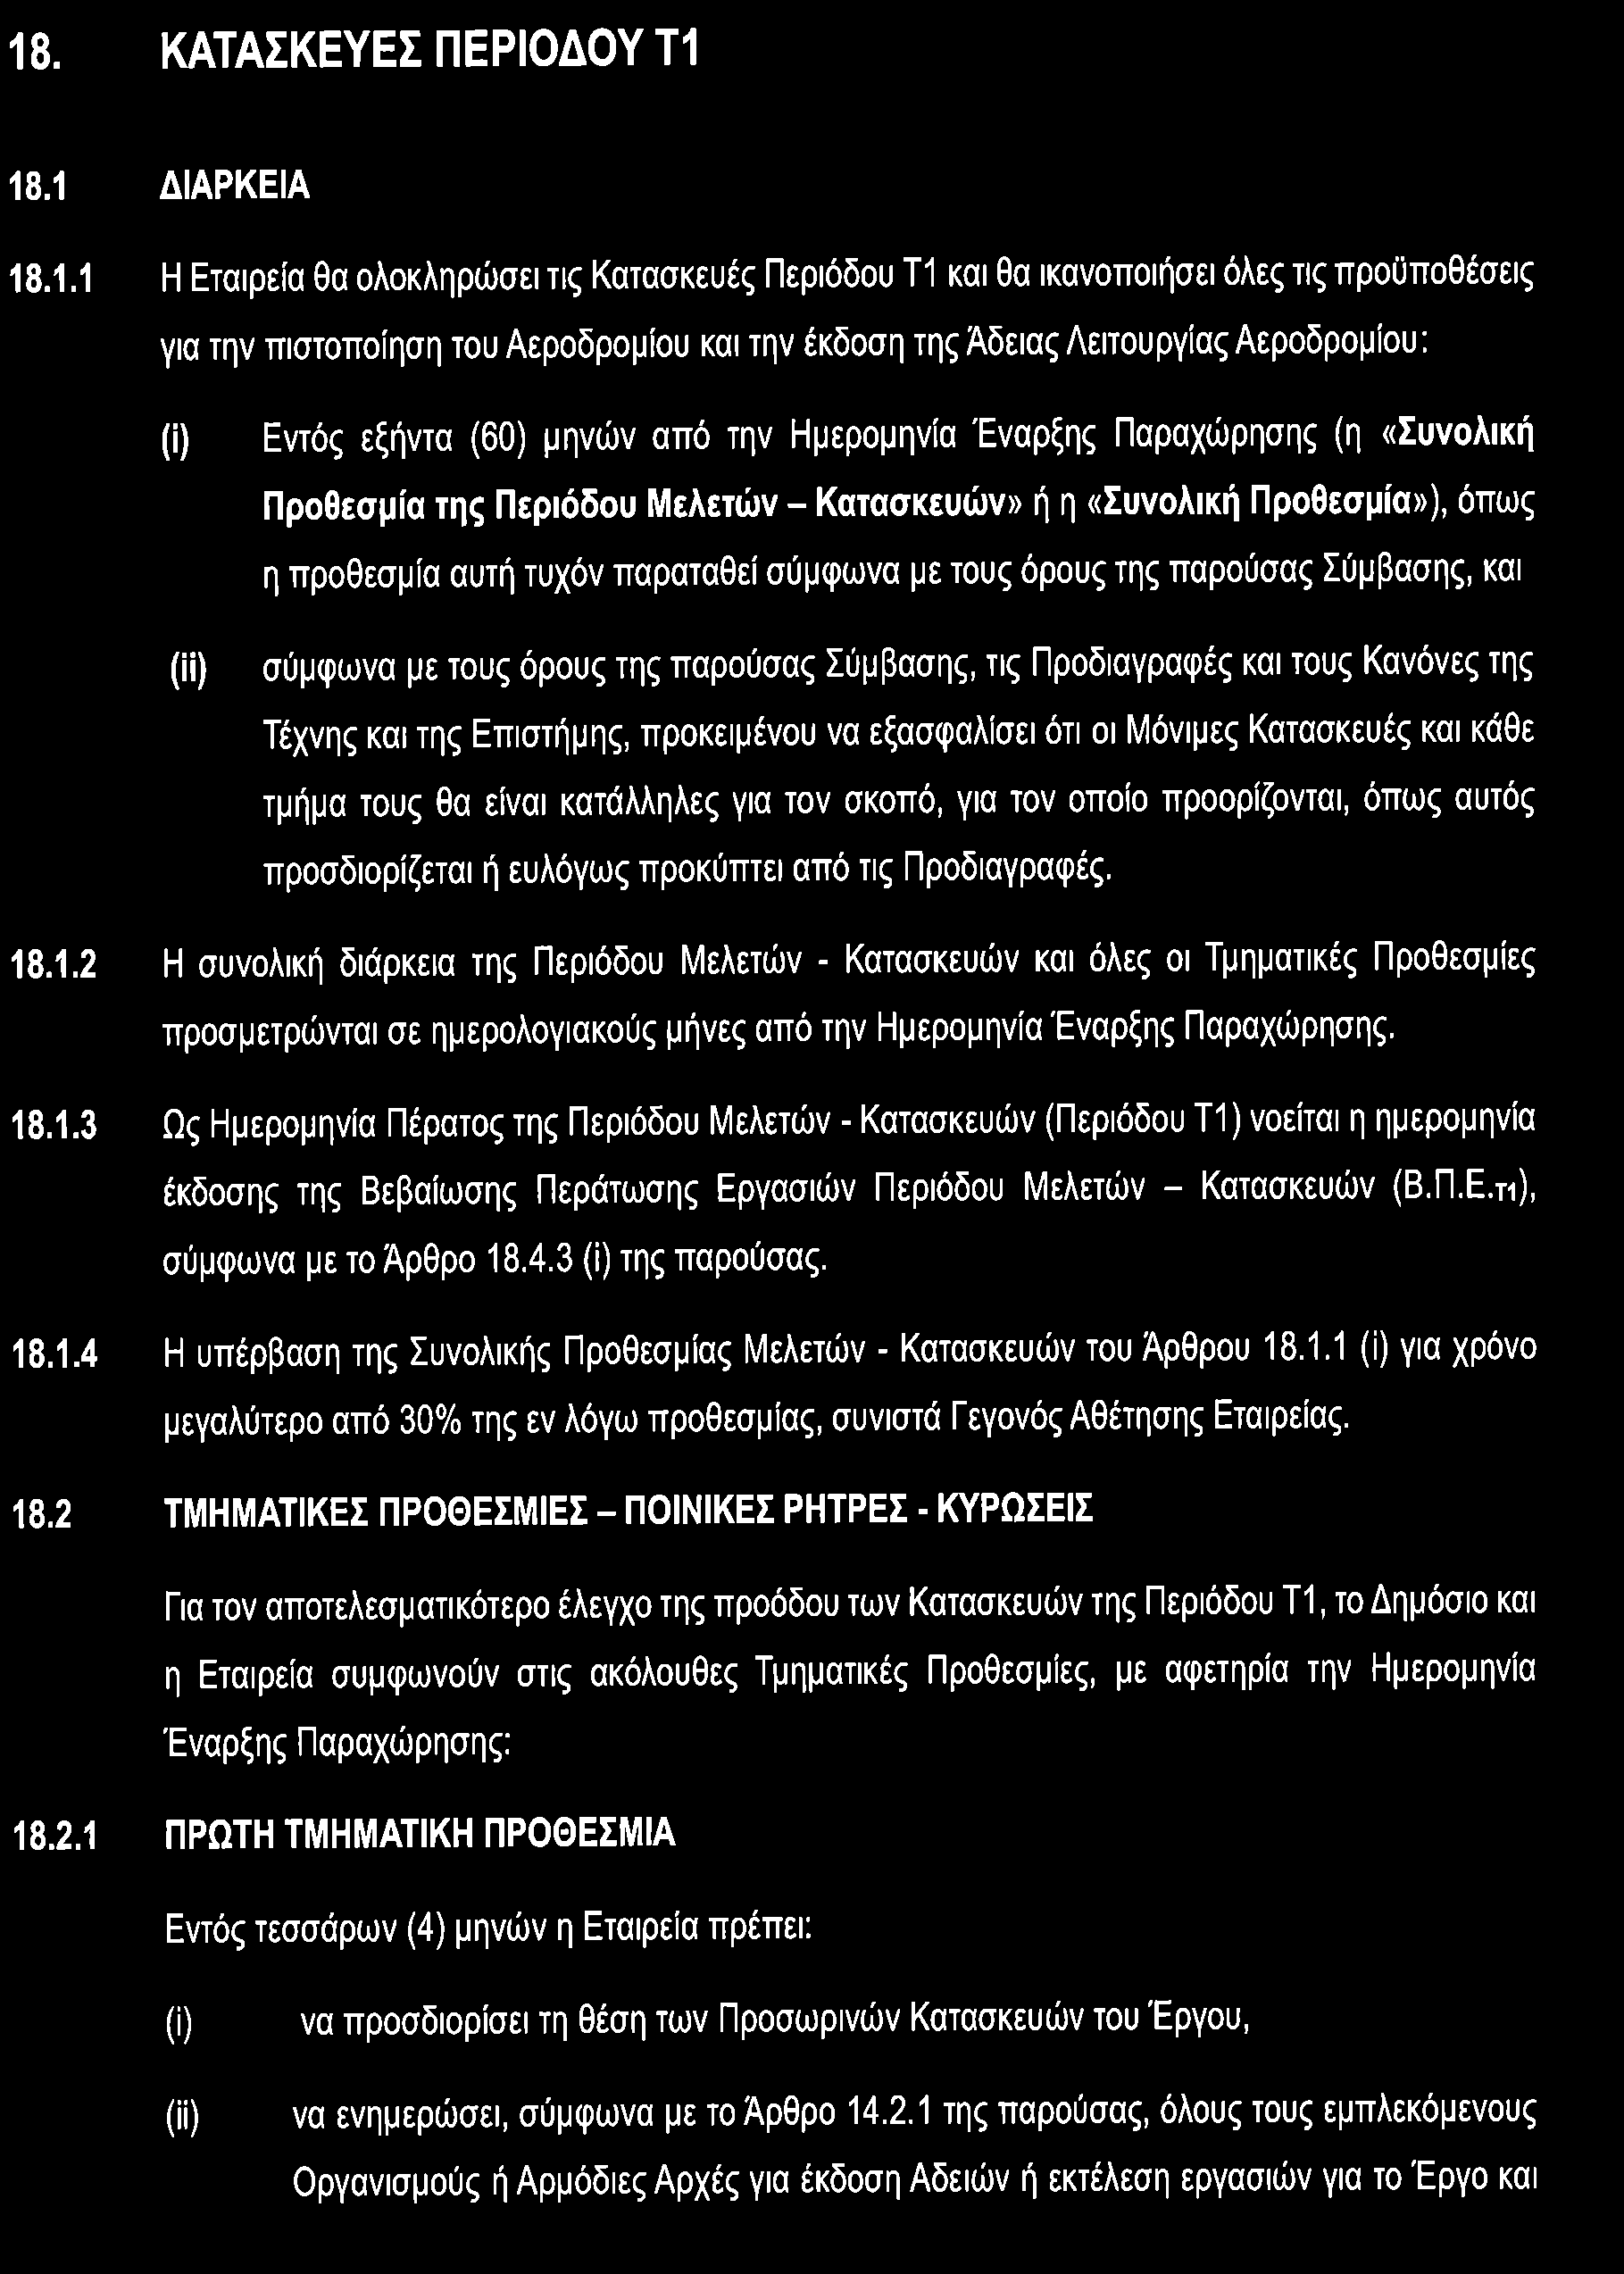 18. ΚΑΤΑΣΚΕΥΕΣ ΠΕΡΙΟΔΟΥ Τ1
18.1 ΔΙΑΡΚΕΙΑ
18.1.1 Η Εταιρεία θα ολοκληρώσει τις Κατασκευές Περιόδου Τ1 και θα ικανοποιήσει όλες τις προϋποθέσεις
για την πιστοποίηση του Αεροδρομίου και την έκδοση της Άδειας Λειτουργίας Αεροδρομίου:
(i) Εντός εξήντα (60) μηνών από την Ημερομηνία Έναρξης Παραχώρησης (η «Συνολική
Προθεσμία της Περιόδου Μελετών – Κατασκευών» ή η «Συνολική Προθεσμία»), όπως
η προθεσμία αυτή τυχόν παραταθεί σύμφωνα με τους όρους της παρούσας Σύμβασης, και
(ii) σύμφωνα με τους όρους της παρούσας Σύμβασης, τις Προδιαγραφές και τους Κανόνες της
Τέχνης και της Επιστήμης, προκειμένου να εξασφαλίσει ότι οι Μόνιμες Κατασκευές και κάθε
τμήμα τους θα είναι κατάλληλες για τον σκοπό, για τον οποίο προορίζονται, όπως αυτός
προσδιορίζεται ή ευλόγως προκύπτει από τις Προδιαγραφές.
18.1.2 Η συνολική διάρκεια της Περιόδου Μελετών - Κατασκευών και όλες οι Τμηματικές Προθεσμίες
προσμετρώνται σε ημερολογιακούς μήνες από την Ημερομηνία Έναρξης Παραχώρησης.
18.1.3 Ως Ημερομηνία Πέρατος της Περιόδου Μελετών - Κατασκευών (Περιόδου Τ1) νοείται η ημερομηνία
έκδοσης της Βεβαίωσης Περάτωσης Εργασιών Περιόδου Μελετών – Κατασκευών (Β.Π.Ε.Τ1),
σύμφωνα με το Άρθρο 18.4.3 (i) της παρούσας.
18.1.4 Η υπέρβαση της Συνολικής Προθεσμίας Μελετών - Κατασκευών του Άρθρου 18.1.1 (i) για χρόνο
μεγαλύτερο από 30% της εν λόγω προθεσμίας, συνιστά Γεγονός Αθέτησης Εταιρείας.
18.2 ΤΜΗΜΑΤΙΚΕΣ ΠΡΟΘΕΣΜΙΕΣ – ΠΟΙΝΙΚΕΣ ΡΗΤΡΕΣ - ΚΥΡΩΣΕΙΣ
Για τον αποτελεσματικότερο έλεγχο της προόδου των Κατασκευών της Περιόδου Τ1, το Δημόσιο και
η Εταιρεία συμφωνούν στις ακόλουθες Τμηματικές Προθεσμίες, με αφετηρία την Ημερομηνία
Έναρξης Παραχώρησης:
18.2.1 ΠΡΩΤΗ ΤΜΗΜΑΤΙΚΗ ΠΡΟΘΕΣΜΙΑ
Εντός τεσσάρων (4) μηνών η Εταιρεία πρέπει:
(i) να προσδιορίσει τη θέση των Προσωρινών Κατασκευών του Έργου,
(ii) να ενημερώσει, σύμφωνα με το Άρθρο 14.2.1 της παρούσας, όλους τους εμπλεκόμενους
Οργανισμούς ή Αρμόδιες Αρχές για έκδοση Αδειών ή εκτέλεση εργασιών για το Έργο και